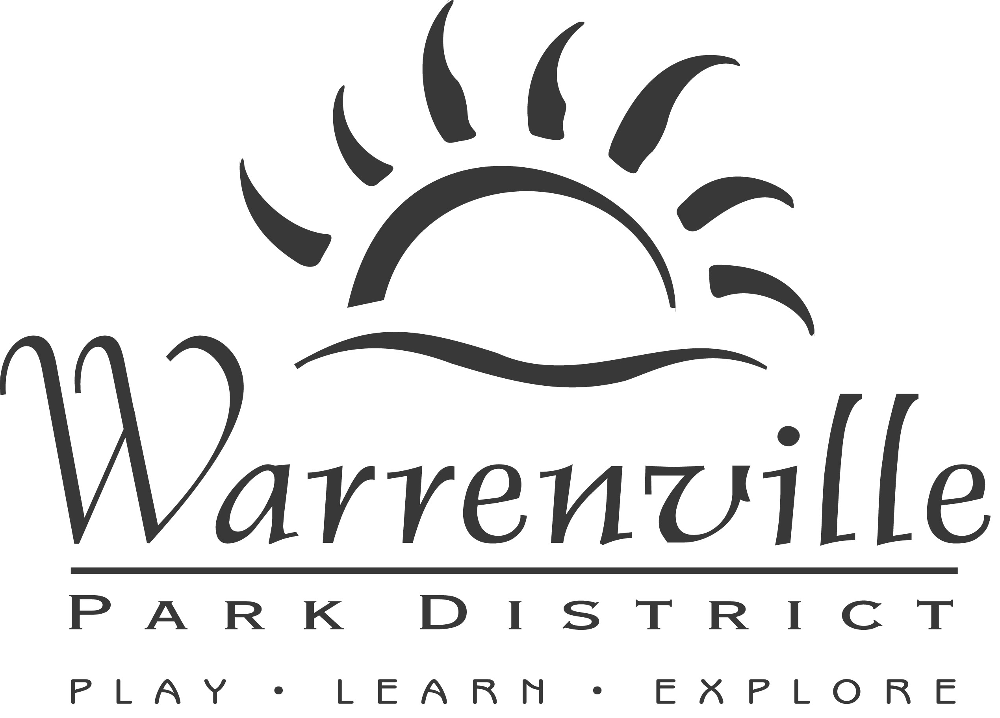 Warrenville
PARK DISTRICT
PLAY • LEARN • EXPLORE